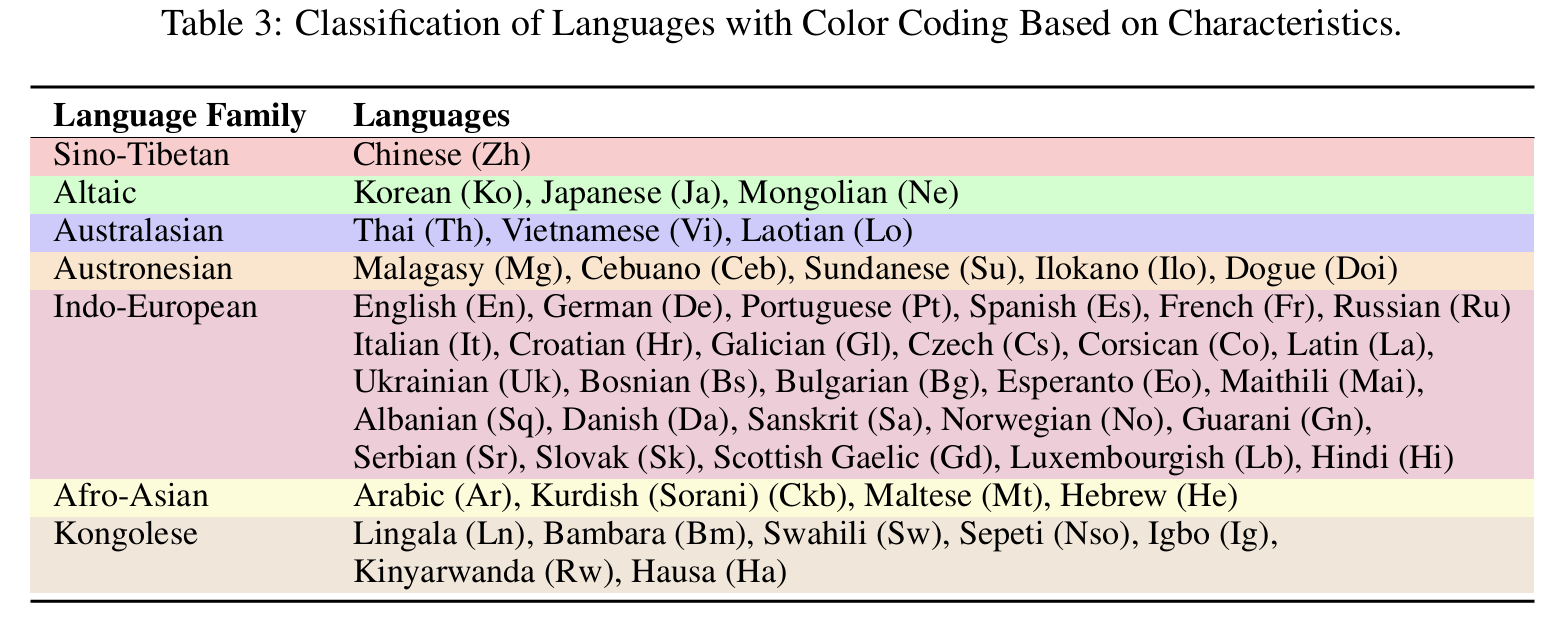 Table 3: Classification of Languages with Color Coding Based on Characteristics.
Language Family Languages
Sino-Tibetan Chinese (Zh)
Altaic Korean (Ko), Japanese (Ja), Mongolian (Ne)
Australasian Thai (Th), Vietnamese (Vi), Laotian (Lo)
Austronesian Malagasy (Mg), Cebuano (Ceb), Sundanese (Su), Ilokano (Ilo), Dogue (Doi)
Indo-European English (En), German (De), Portuguese (Pt), Spanish (Es), French (Fr), Russian (Ru)
Italian (It), Croatian (Hr), Galician (Gl), Czech (Cs), Corsican (Co), Latin (La),
Ukrainian (Uk), Bosnian (Bs), Bulgarian (Bg), Esperanto (Eo), Maithili (Mai),
Albanian (Sq), Danish (Da), Sanskrit (Sa), Norwegian (No), Guarani (Gn),
Serbian (Sr), Slovak (Sk), Scottish Gaelic (Gd), Luxembourgish (Lb), Hindi (Hi)
Afro-Asian Arabic (Ar), Kurdish (Sorani) (Ckb), Maltese (Mt), Hebrew (He)
Kongolese Lingala (Ln), Bambara (Bm), Swahili (Sw), Sepeti (Nso), Igbo (Ig),
Kinyarwanda (Rw), Hausa (Ha)